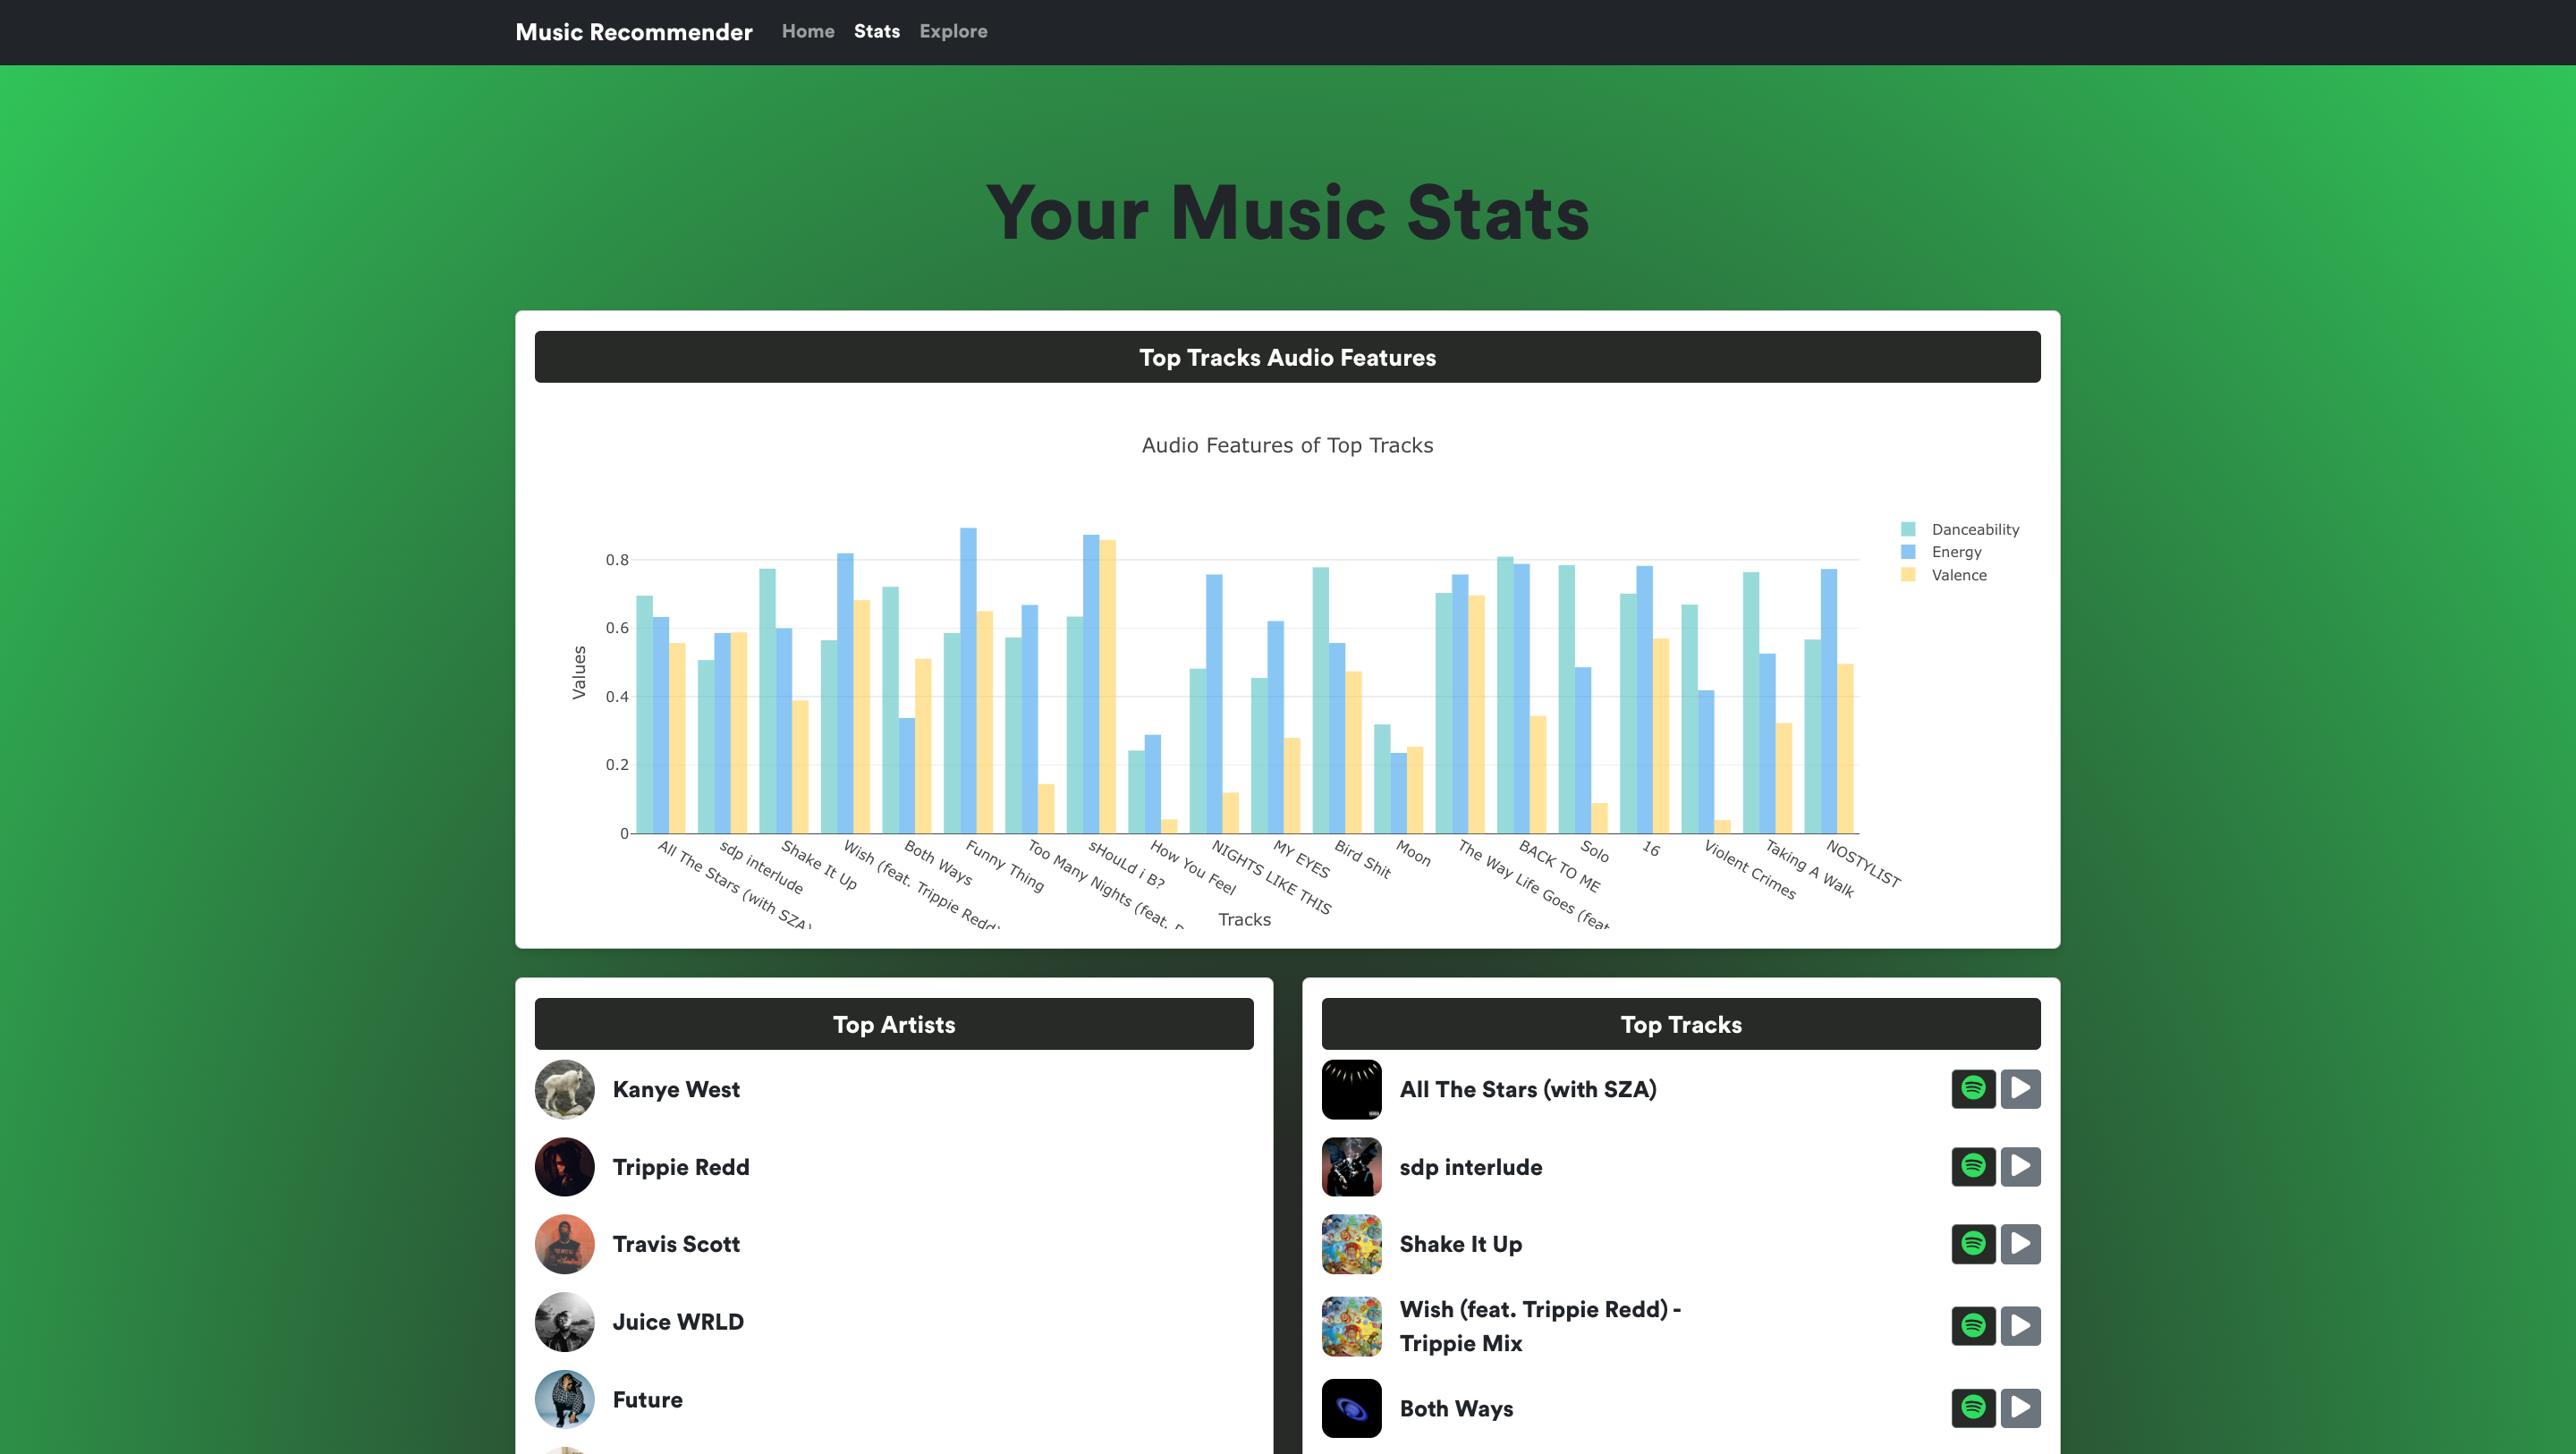 Music Recommender
Home
Stats
Explore
Your Music Stats
Top Tracks Audio Features
Audio Features of Top Tracks
Danceability
Energy
Valence
Values
0.8
0.6
0.4
0.2
0
All The Stars (with SZA)
sdp interlude
Shake It Up
Wish (feat. Trippie Redd)
Both Ways
Funny Thing
Too Many Nights (feat.
sHouLd i B?
How You Feel
NIGHTS LIKE THIS
MY EYES
Bird Shit
Moon
The Way Life Goes (feat
BACK TO ME
Solo
16
Violent Crimes
Taking A Walk
NOSTYLIST
Tracks
Top Artists
Kanye West
Trippie Redd
Travis Scott
Juice WRLD
Future
Top Tracks
All The Stars (with SZA)
sdp interlude
Shake It Up
Wish (feat. Trippie Redd) -
Trippie Mix
Both Ways